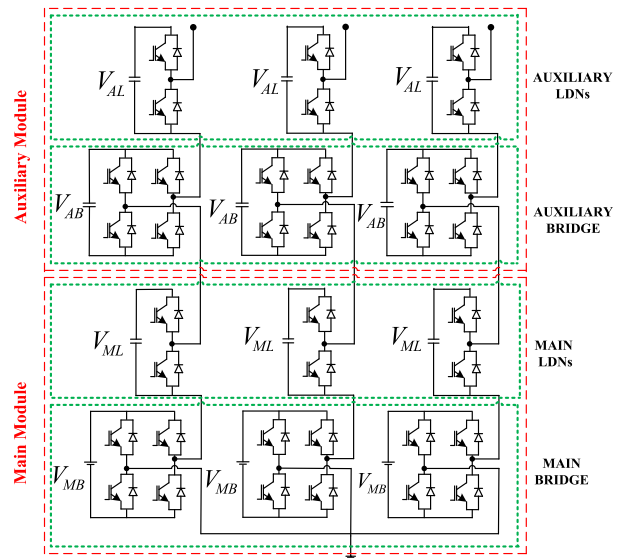 Auxiliary Module
V_AL
V_AL
V_AL
AUXILIARY
LDNs
V_AB
V_AB
V_AB
AUXILIARY
BRIDGE
Main Module
V_ML
V_ML
V_ML
MAIN
LDNs
V_MB
V_MB
V_MB
MAIN
BRIDGE